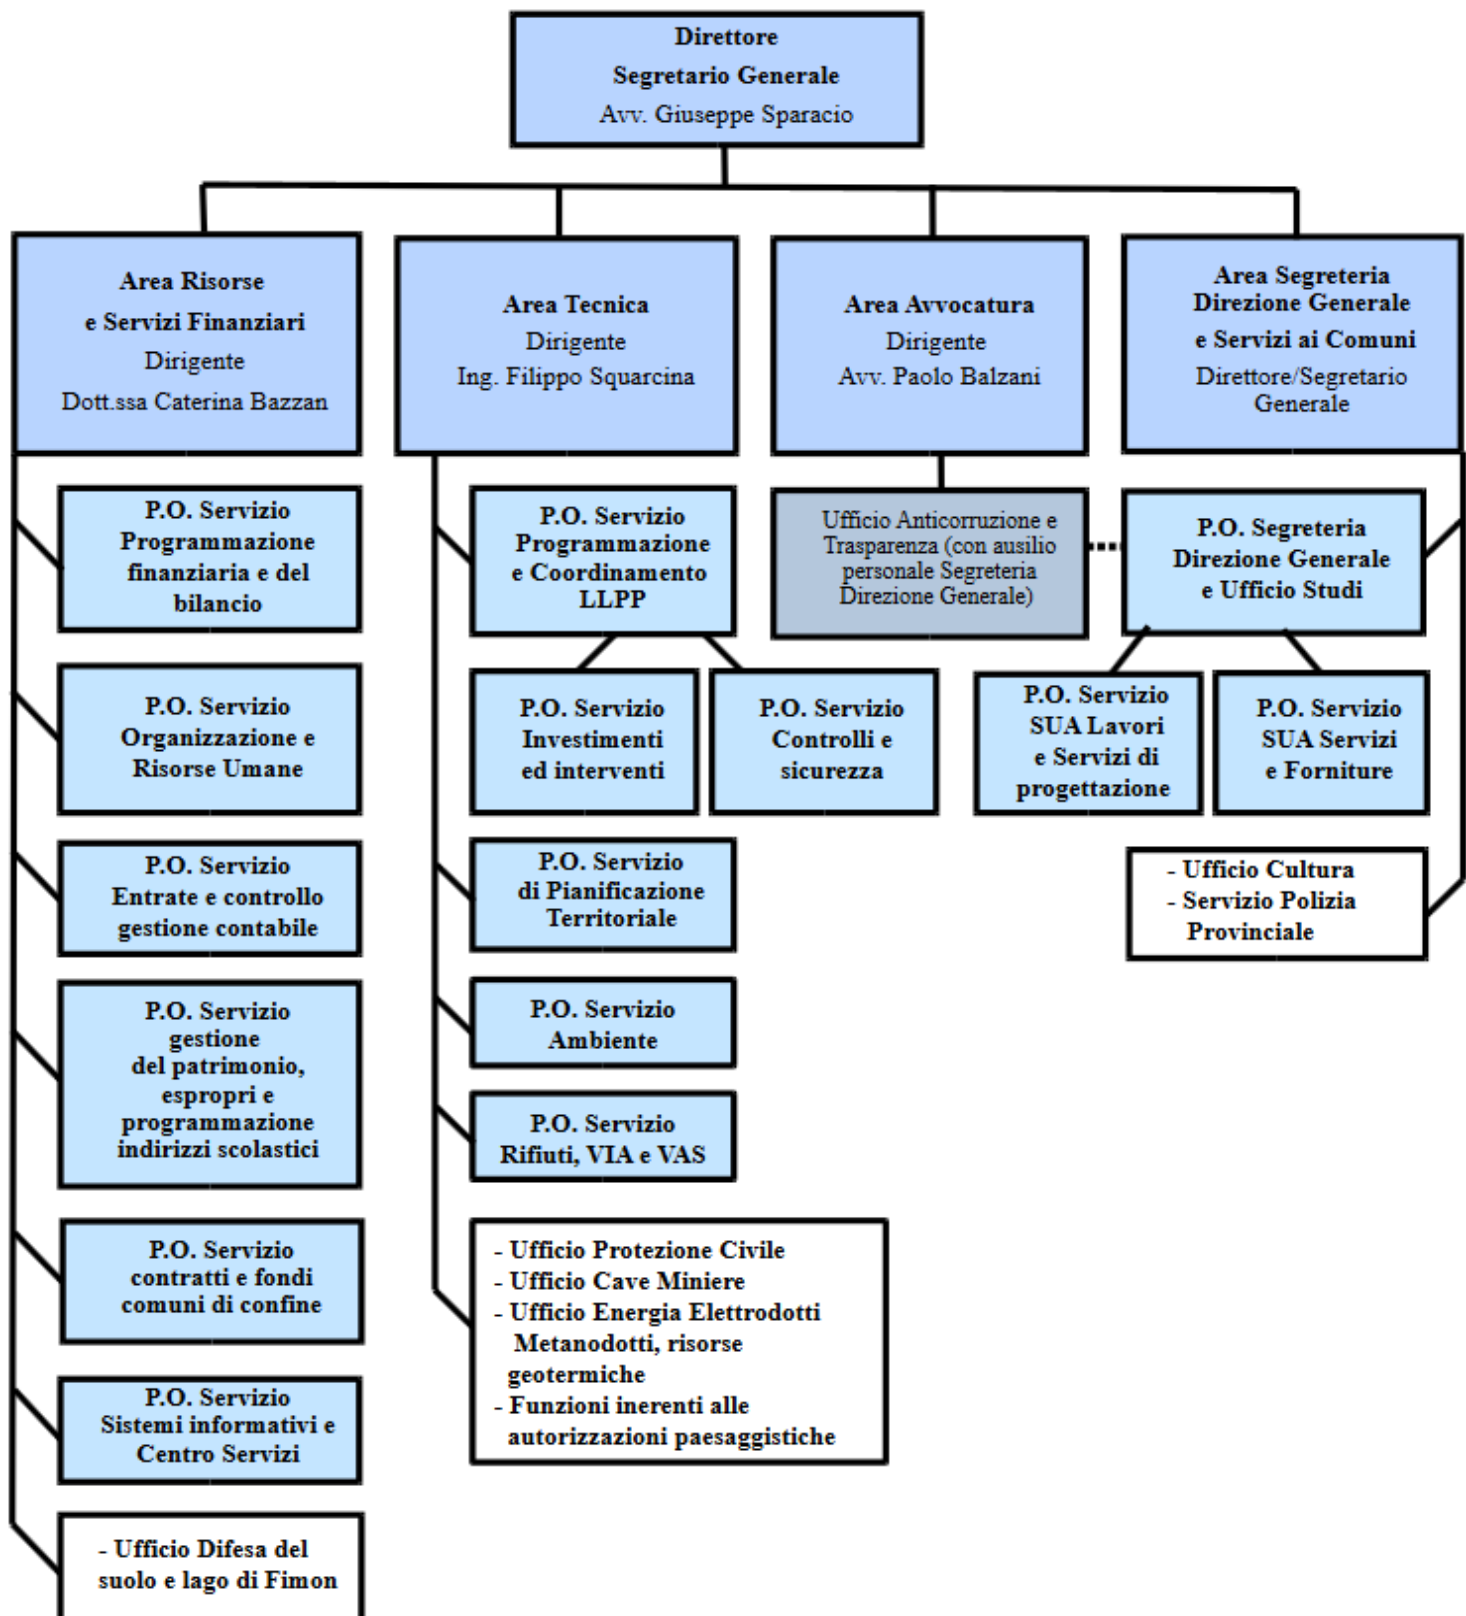 Direttore
Segretario Generale
Avv. Giuseppe Sparacio
Area Risorse
e Servizi Finanziari
Dirigente
Dott.ssa Caterina Bazzan
Area Tecnica
Dirigente
Ing. Filippo Squarcina
Area Avvocatura
Dirigente
Avv. Paolo Balzani
Area Segreteria
Direzione Generale
e Servizi ai Comuni
Direttore/Segretario
Generale
P.O. Servizio
Programmazione
finanziaria e del
bilancio
P.O. Servizio
Organizzazione e
Risorse Umane
P.O. Servizio
Entrate e controllo
gestione contabile
P.O. Servizio
gestione
del patrimonio,
espropri e
programmazione
indirizzi scolastici
P.O. Servizio
contratti e fondi
comuni di confine
P.O. Servizio
Sistemi informativi e
Centro Servizi
- Ufficio Difesa del
suolo e lago di Fimon
P.O. Servizio
Programmazione
e Coordinamento
LLPP
P.O. Servizio
Investimenti
ed interventi
P.O. Servizio
Controlli e
sicurezza
P.O. Servizio
di Pianificazione
Territoriale
P.O. Servizio
Ambiente
P.O. Servizio
Rifiuti, VIA e VAS
- Ufficio Protezione Civile
- Ufficio Cave Miniere
- Ufficio Energia Elettrodotti
Metanodotti, risorse
geotermiche
- Funzioni inerenti alle
autorizzazioni paesaggistiche
Ufficio Anticorruzione e
Trasparenza (con ausilio
personale Segreteria
Direzione Generale)
P.O. Segreteria
Direzione Generale
e Ufficio Studi
P.O. Servizio
SUA Lavori
e Servizi di
progettazione
P.O. Servizio
SUA Servizi
e Forniture
- Ufficio Cultura
- Servizio Polizia
Provinciale